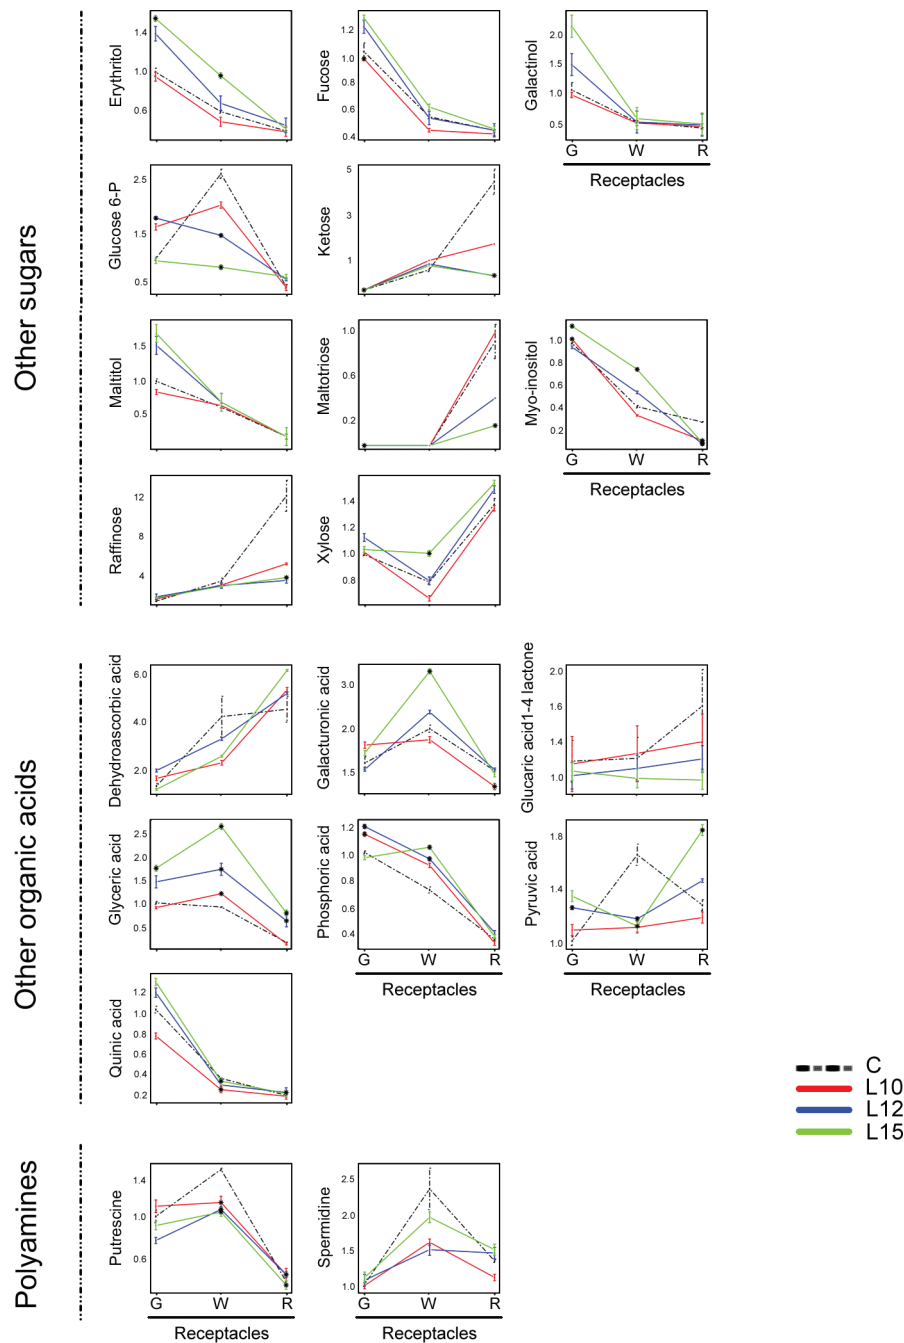 Other sugars
Erythritol
1.4
1.0
0.6
Fucose
1.2
1.0
0.8
0.6
0.4
Galactinol
2.0
1.5
1.0
0.5
G W R
Receptacles
Glucose 6-P
2.5
1.5
0.5
Ketose
5
3
1
Maltitol
1.5
1.0
0.5
Maltotriose
1.0
0.6
0.2
Myo-inositol
1.0
0.8
0.6
0.4
0.2
G W R
Receptacles
Raffinose
12
8
4
Xylose
1.4
1.2
1.0
0.8
Other organic acids
Dehydroascorbic acid
6.0
4.0
2.0
Galacturonic acid
3.0
2.0
1.5
Glucaric acid1-4 lactone
2.0
1.4
1.0
Glyceric acid
2.5
2.0
1.5
1.0
0.5
Phosphoric acid
1.2
1.0
0.8
0.6
0.4
G W R
Receptacles
Pyruvic acid
1.8
1.4
1.0
G W R
Receptacles
Quinic acid
1.2
1.0
0.8
0.6
0.4
0.2
C
L10
L12
L15
Polyamines
Putrescine
1.4
1.0
0.6
G W R
Receptacles
Spermidine
2.5
2.0
1.5
1.0
G W R
Receptacles